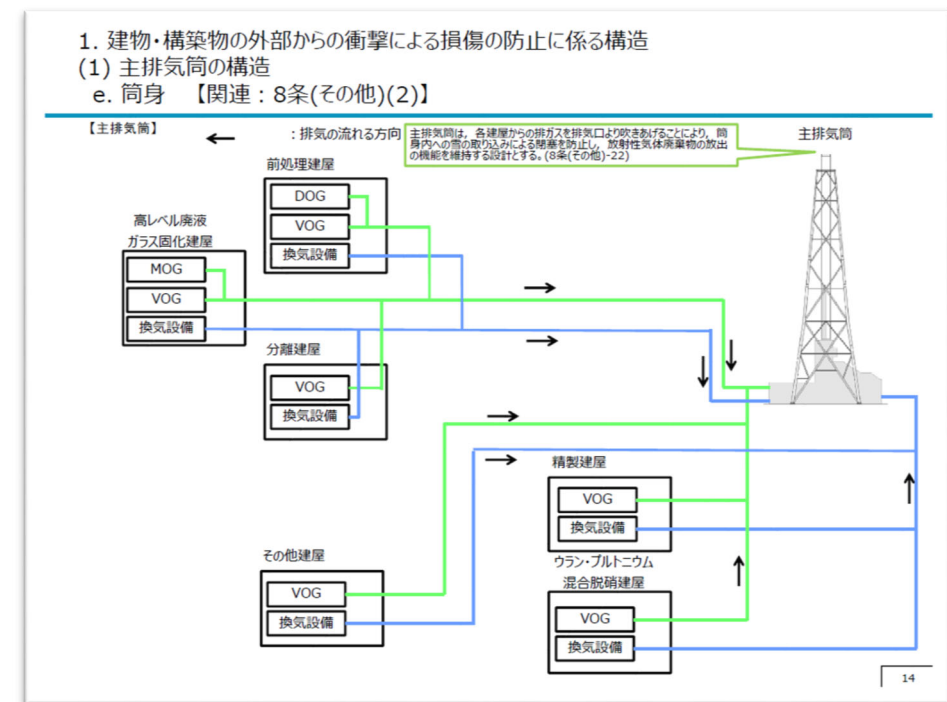 1. 建物・構築物の外部からの衝撃による損傷の防止に係る構造
(1) 主排気筒の構造
e. 筒身 【関連：8条(その他)(2)】
【主排気筒】
：排気の流れる方向
主排気筒は，各建屋からの排ガスを排気口より吹きあげることにより，筒
身内への雪の取り込みによる閉塞を防止し，放射性気体廃棄物の放出
の機能を維持する設計とする。(8条(その他)-22)
主排気筒
前処理建屋
DOG
VOG
換気設備
高レベル廃液
ガラス固化建屋
MOG
VOG
換気設備
分離建屋
VOG
換気設備
精製建屋
VOG
換気設備
その他建屋
VOG
換気設備
ウラン・プルトニウム
混合脱硝建屋
VOG
換気設備
14